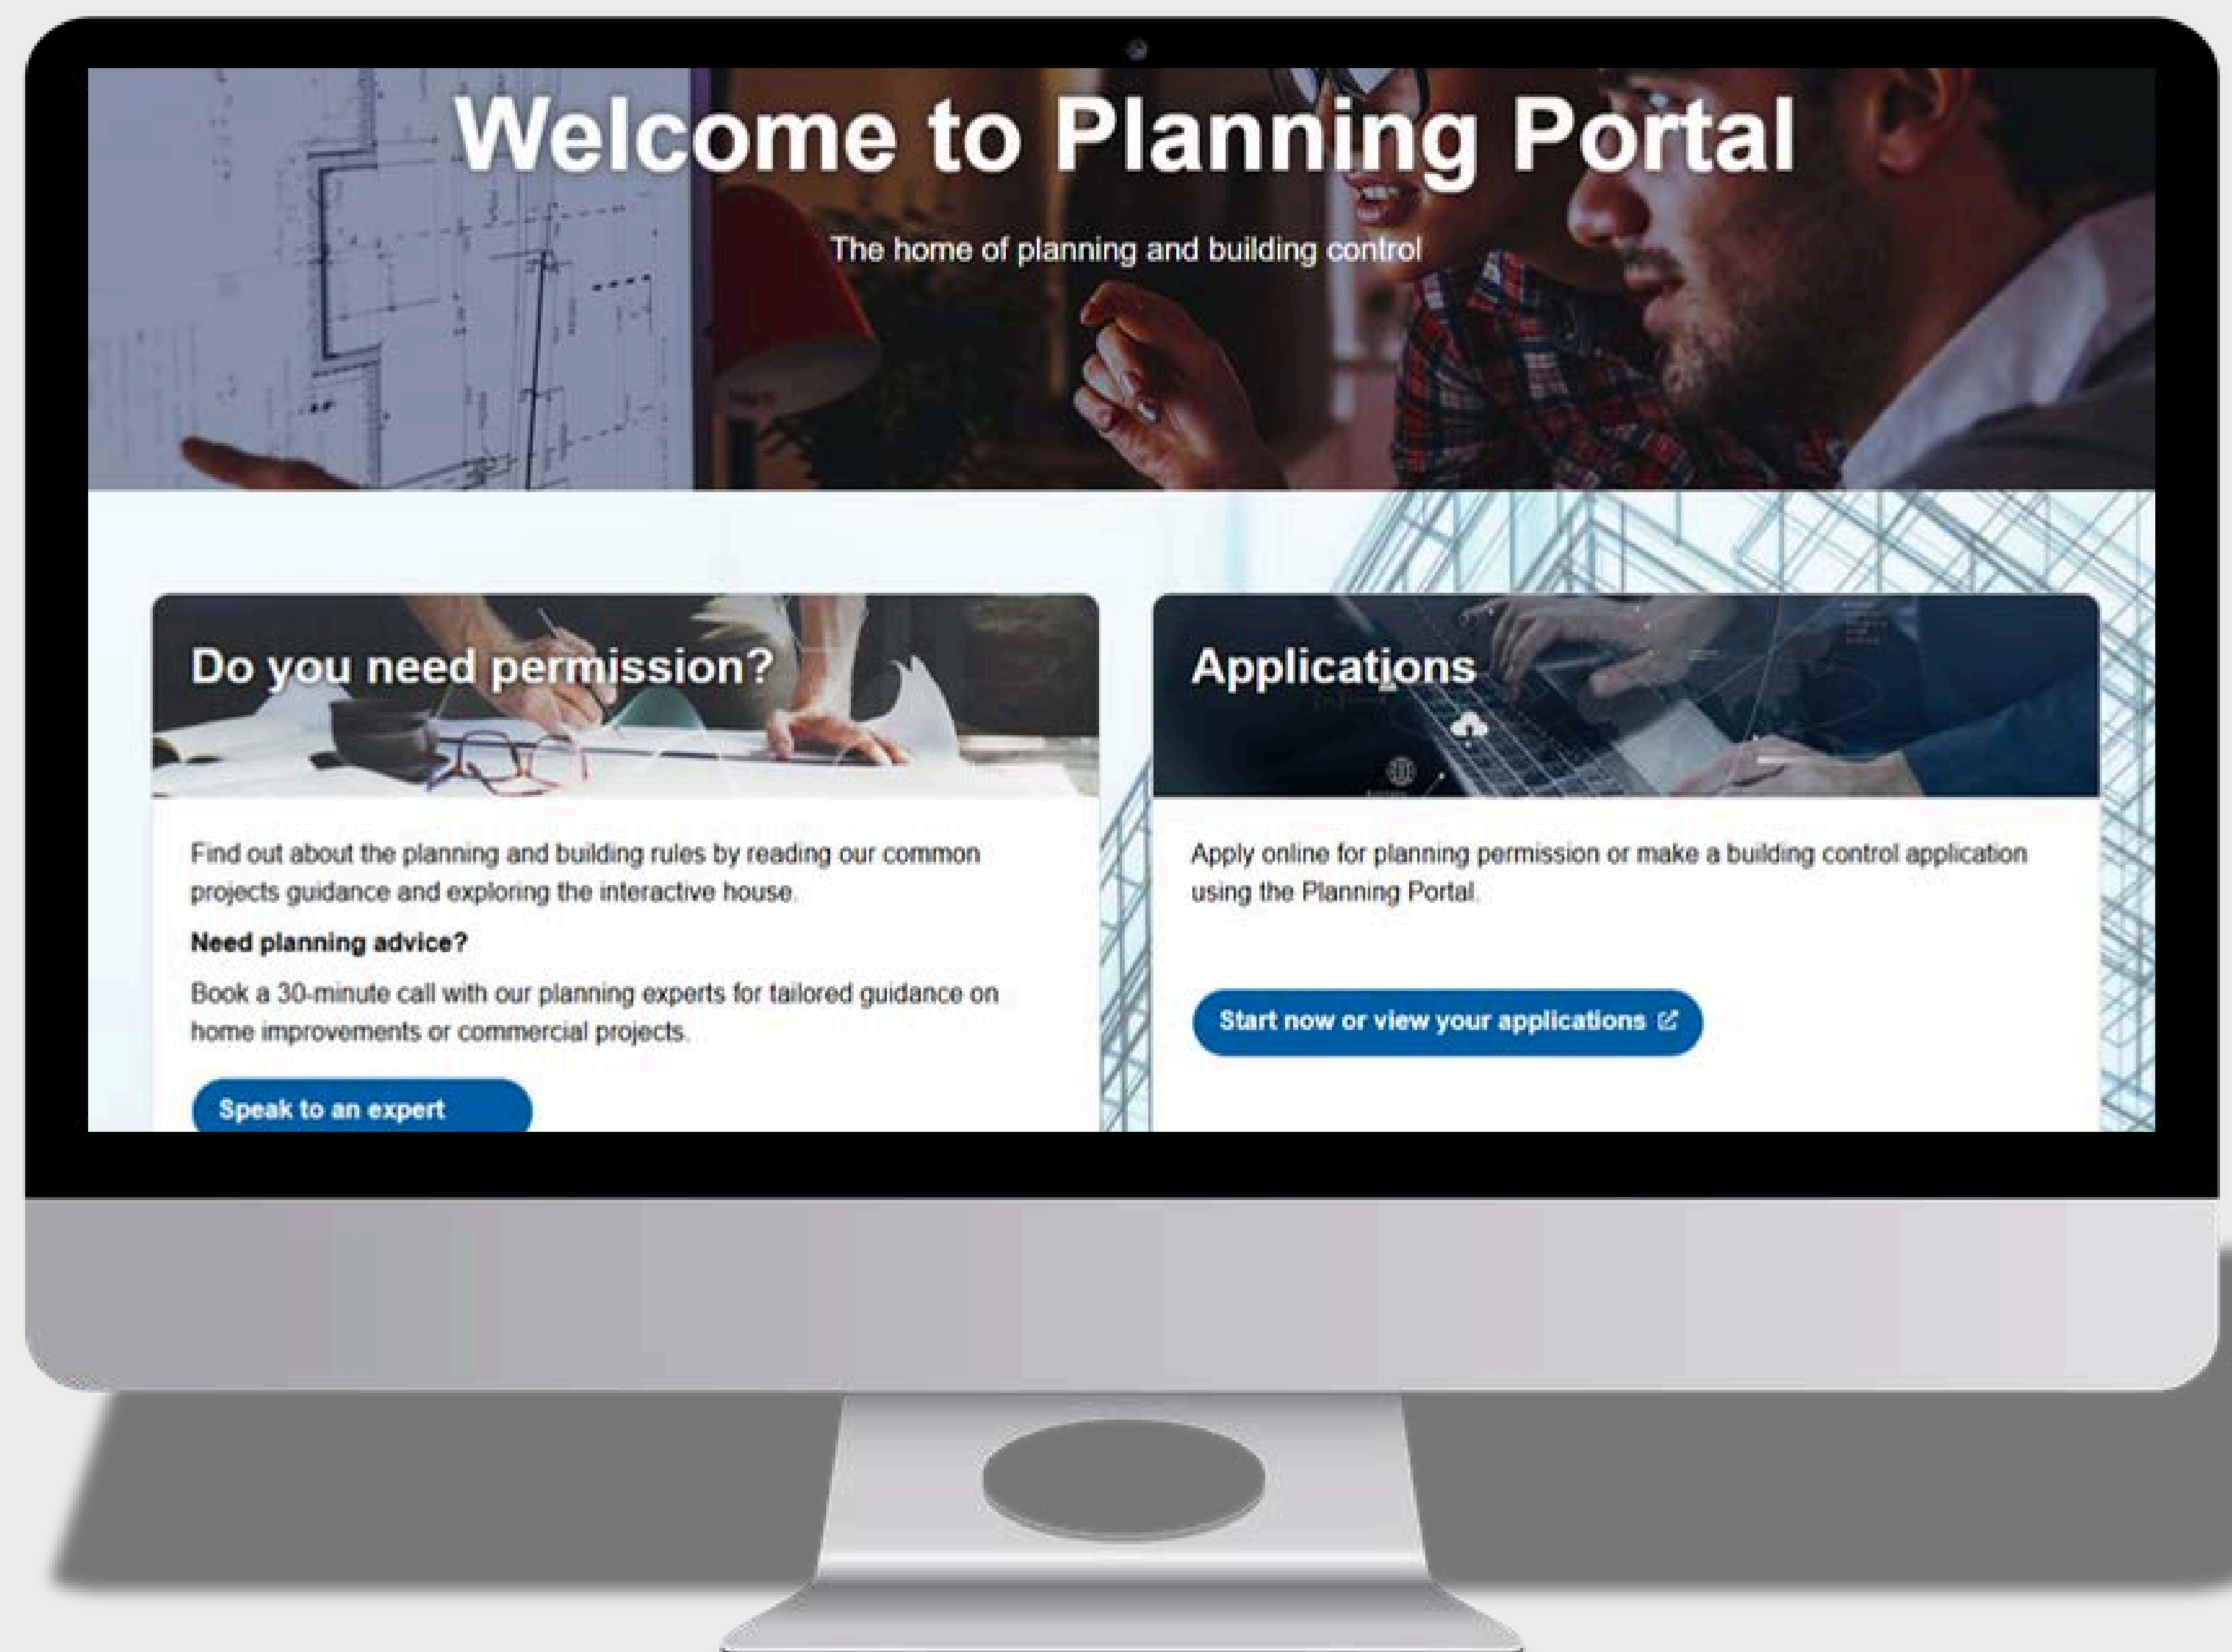 Welcome to Planning Portal
The home of planning and building control
Do you need permission?
Find out about the planning and building rules by reading our common
projects guidance and exploring the interactive house.
Need planning advice?
Book a 30-minute call with our planning experts for tailored guidance on
home improvements or commercial projects.
Speak to an expert
Applications
Apply online for planning permission or make a building control application
using the Planning Portal.
Start now or view your applications